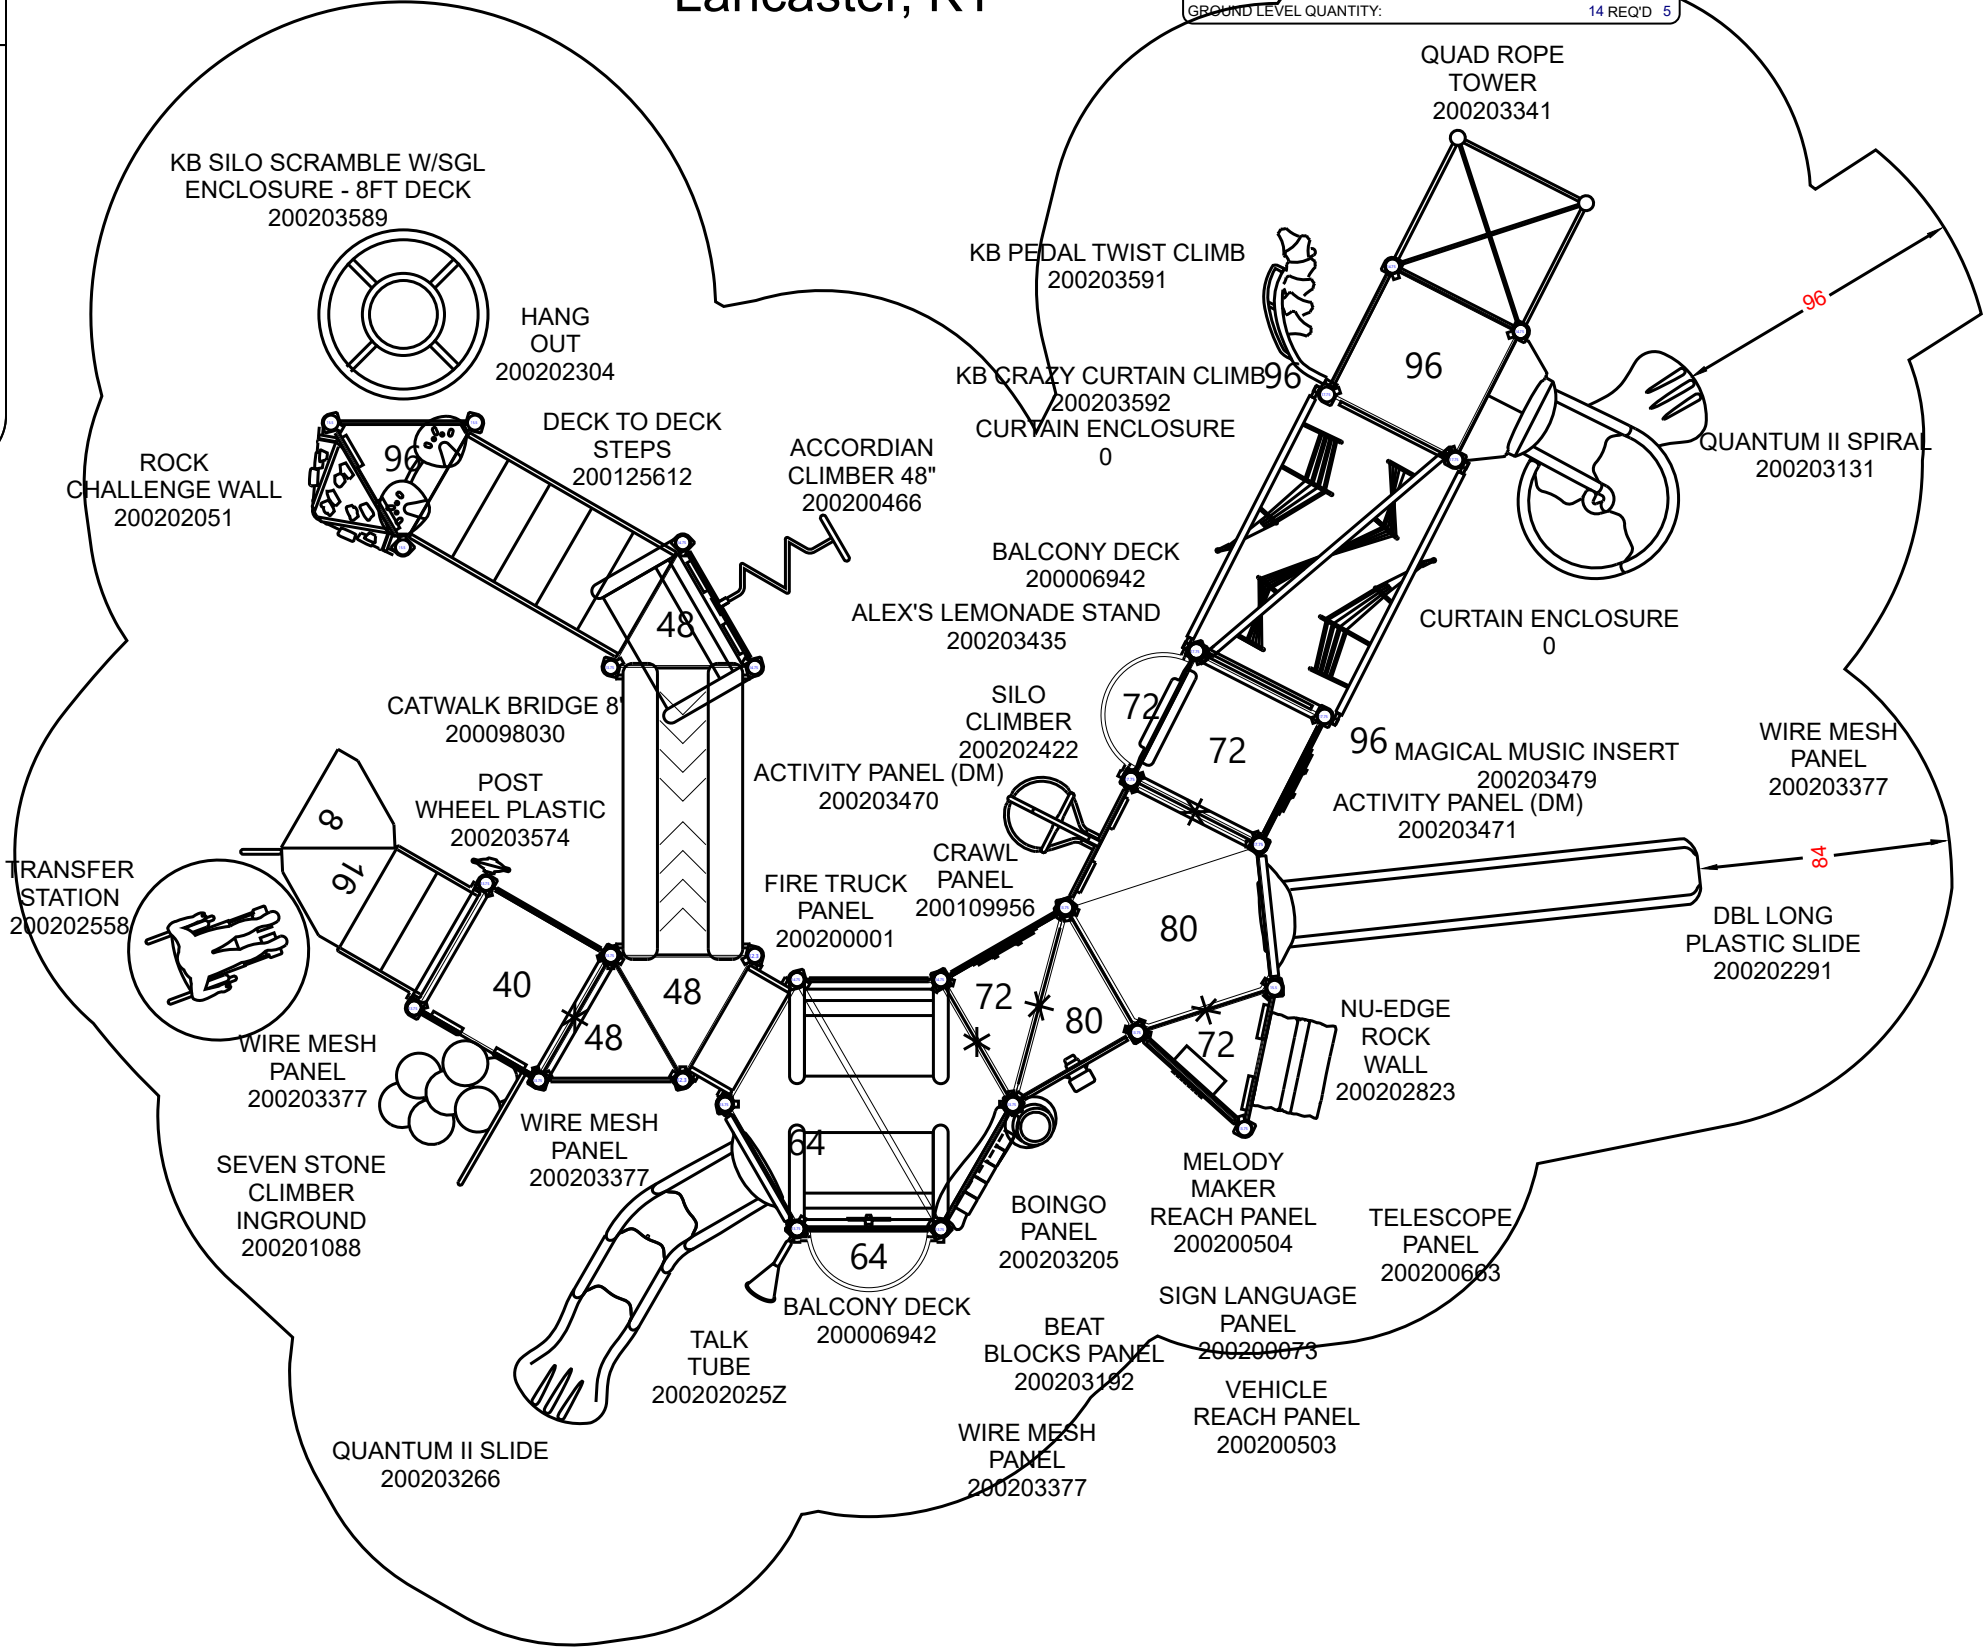 Lancaster, KY
GROUND LEVEL QUANTITY: 14 REQ'D 5
QUAD ROPE
TOWER
200203341
KB SILO SCRAMBLE W/SGL
ENCLOSURE - 8FT DECK
200203589
KB PEDAL TWIST CLIMB
200203591
96
HANG
OUT
200202304
KB CRAZY CURTAIN CLIMB
200203592
CURTAIN ENCLOSURE
0
96
96
DECK TO DECK
STEPS
200125612
ACCORDIAN
CLIMBER 48"
200200466
QUANTUM II SPIRAL
200203131
ROCK
CHALLENGE WALL
200202051
96
BALCONY DECK
200006942
ALEX'S LEMONADE STAND
200203435
48
CURTAIN ENCLOSURE
0
CATWALK BRIDGE 8'
200098030
SILO
CLIMBER
200202422
72
72
96
MAGICAL MUSIC INSERT
200203479
WIRE MESH
PANEL
200203377
POST
WHEEL PLASTIC
200203574
ACTIVITY PANEL (DM)
200203470
ACTIVITY PANEL (DM)
200203471
8
16
TRANSFER
STATION
200202558
FIRE TRUCK
PANEL
200200001
CRAWL
PANEL
200109956
84
DBL LONG
PLASTIC SLIDE
200202291
40
48
48
72
80
80
72
NU-EDGE
ROCK
WALL
200202823
WIRE MESH
PANEL
200203377
WIRE MESH
PANEL
200203377
64
SEVEN STONE
CLIMBER
INGROUND
200201088
BOINGO
PANEL
200203205
MELODY
MAKER
REACH PANEL
200200504
TELESCOPE
PANEL
200200663
64
BALCONY DECK
200006942
TALK
TUBE
200202025Z
BEAT
BLOCKS PANEL
200203192
SIGN LANGUAGE
PANEL
200200073
VEHICLE
REACH PANEL
200200503
QUANTUM II SLIDE
200203266
WIRE MESH
PANEL
200203377